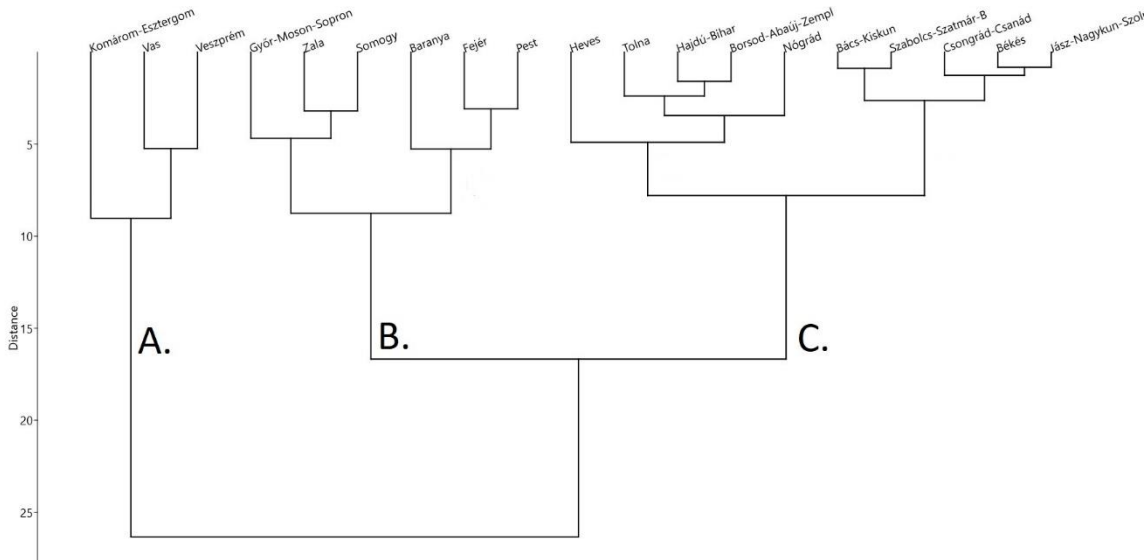 Komárom-Esztergom
Vas
Veszprém
Győr-Moson-Sopron
Zala
Somogy
Baranya
Fejér
Pest
Heves
Tolna
Hajdú-Bihar
Borsod-Abaúj-Zempl
Nógrád
Bács-Kiskun
Szabolcs-Szatmár-B
Csongrád-Csanád
Békés
Jász-Nagykun-Szoln
5
10
15
20
25
Distance
A.
B.
C.